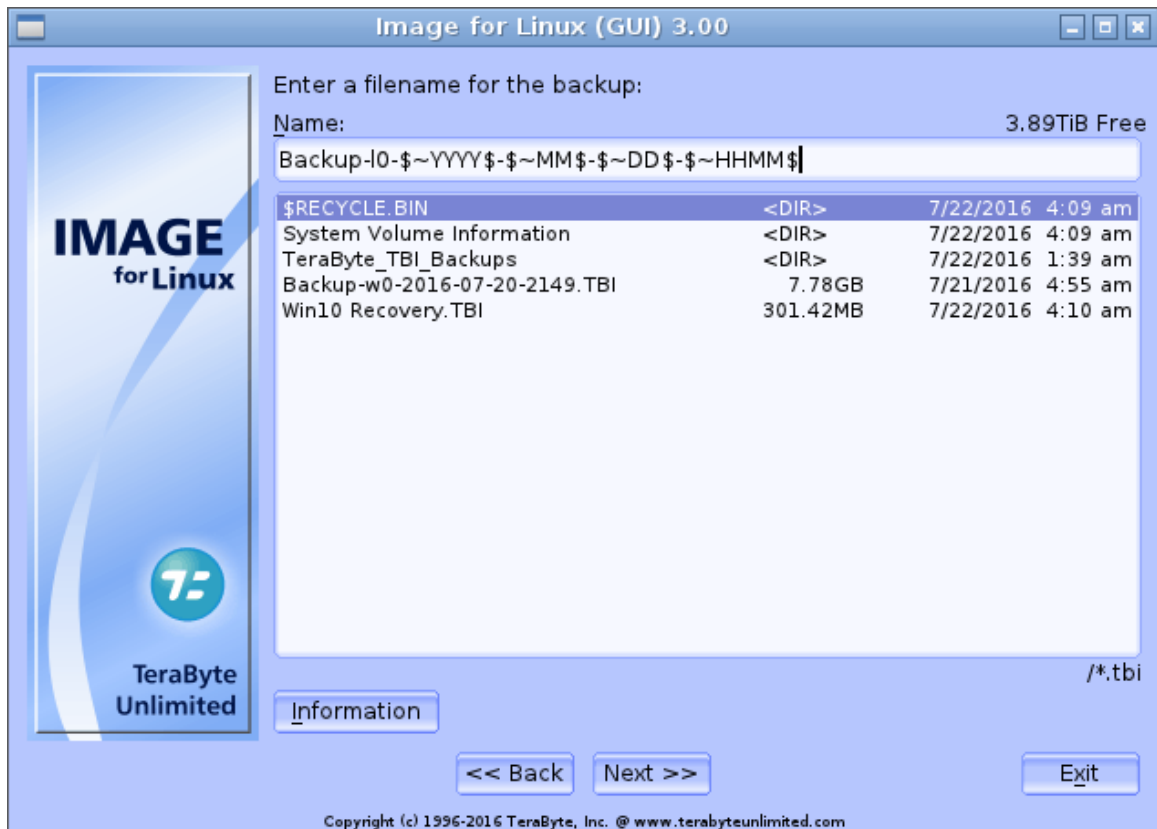 Image for Linux (GUI) 3.00
Enter a filename for the backup:
Name: 3.89TiB Free
Backup-l0-$~YYYY$-$~MM$-$~DD$-$~HHMM$
$RECYCLE.BIN <DIR> 7/22/2016 4:09 am
System Volume Information <DIR> 7/22/2016 4:09 am
TeraByte_TBI_Backups <DIR> 7/22/2016 1:39 am
Backup-w0-2016-07-20-2149.TBI 7.78GB 7/21/2016 4:55 am
Win10 Recovery.TBI 301.42MB 7/22/2016 4:10 am
IMAGE
for Linux
TeraByte
Unlimited
/*.tbi
Information
<< Back Next >> Exit
Copyright (c) 1996-2016 TeraByte, Inc. @ www.terabyteunlimited.com